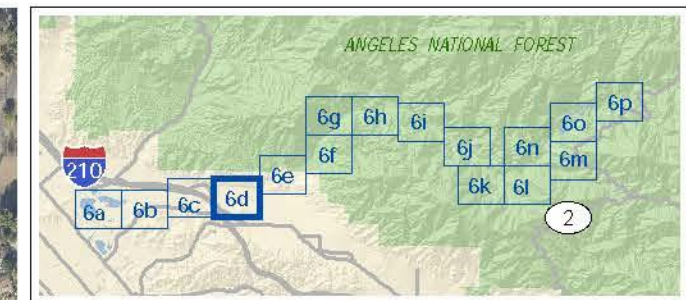 ANGELES NATIONAL FOREST
6p
6g
6h
6i
6o
6j
6n
6m
6f
6e
210
6d
6k
6l
6c
6a
6b
2